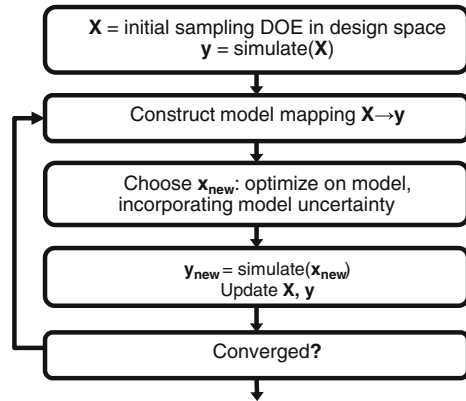 X = initial sampling DOE in design space
y = simulate(X)
Construct model mapping X→y
Choose xnew: optimize on model,
incorporating model uncertainty
ynew = simulate(xnew)
Update X, y
Converged?